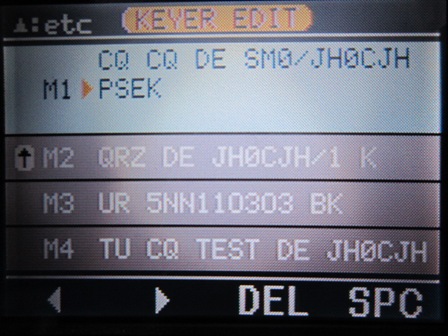 ▲:etc KEYER EDIT
CQ CQ DE SM0/JH0CJH
M1 ▶PSEK
↑ M2 QRZ DE JH0CJH/1 K
M3 UR 5NN110303 BK
M4 TU CQ TEST DE JH0CJH
◀ ▶ DEL SPC